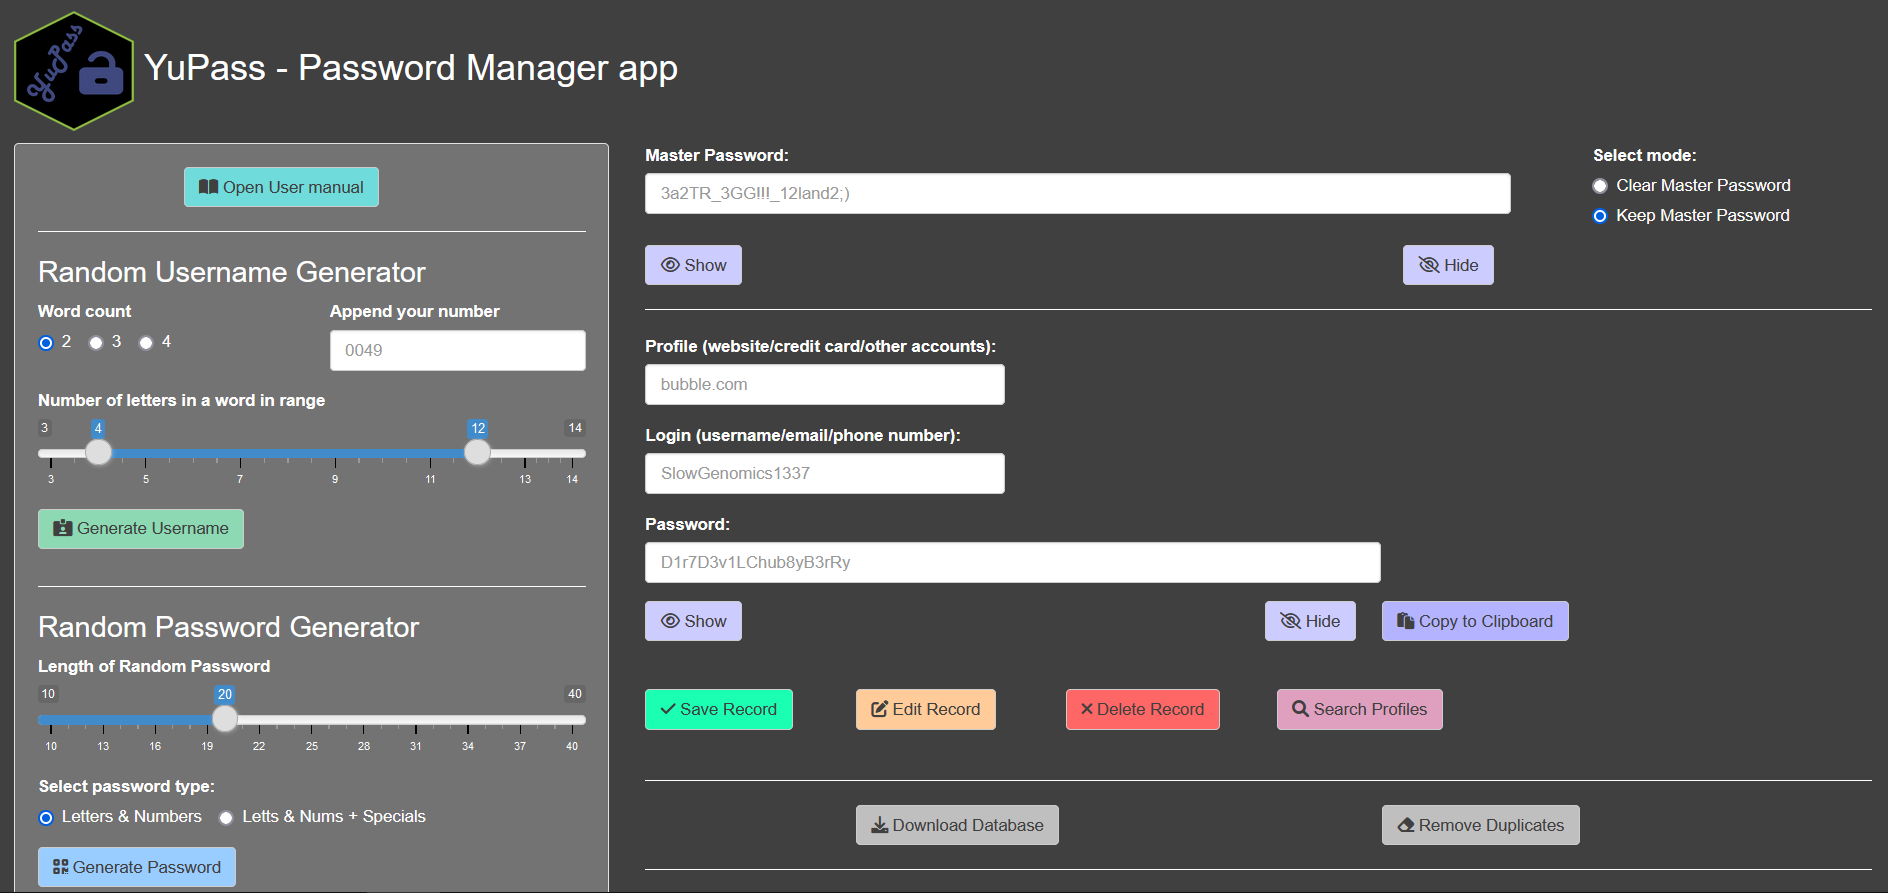 YuPass
YuPass - Password Manager app
Open User manual
Random Username Generator
Word count
2 3 4
Append your number
0049
Number of letters in a word in range
3 4 12 14
3 5 7 9 11 13 14
Generate Username
Random Password Generator
Length of Random Password
10 20 40
10 13 16 19 22 25 28 31 34 37 40
Select password type:
Letters & Numbers Letts & Nums + Specials
Generate Password
Master Password:
3a2TR_3GG!!!_12land2;)
Show Hide
Select mode:
Clear Master Password
Keep Master Password
Profile (website/credit card/other accounts):
bubble.com
Login (username/email/phone number):
SlowGenomics1337
Password:
D1r7D3v1LChub8yB3rRy
Show Hide Copy to Clipboard
Save Record Edit Record Delete Record Search Profiles
Download Database Remove Duplicates